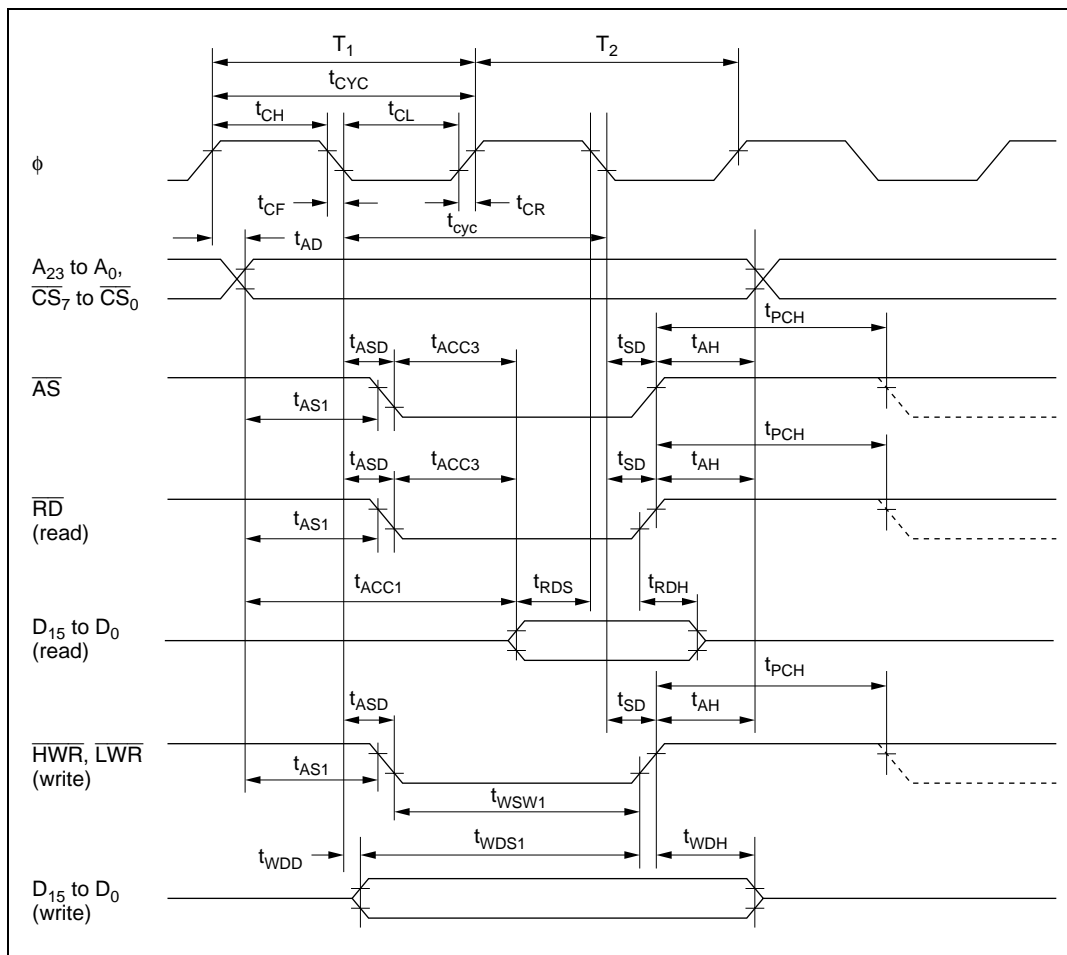 T1 T2
tCYC
tCH tCL
ϕ
tCF tCR
tcyc
tAD
A23 to A0,
CS7 to CS0
tPCH
tASD tACC3 tSD tAH
AS
tAS1
tPCH
tASD tACC3 tSD tAH
RD
(read)
tAS1
tACC1 tRDS tRDH
D15 to D0
(read)
tPCH
tASD tSD tAH
HWR, LWR
(write)
tAS1
tWSW1
tWDD tWDS1 tWDH
D15 to D0
(write)